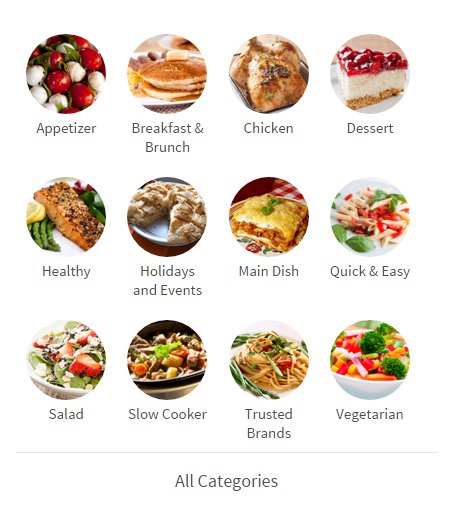 Appetizer
Breakfast &
Brunch
Chicken
Dessert
Healthy
Holidays
and Events
Main Dish
Quick & Easy
Salad
Slow Cooker
Trusted
Brands
Vegetarian
All Categories